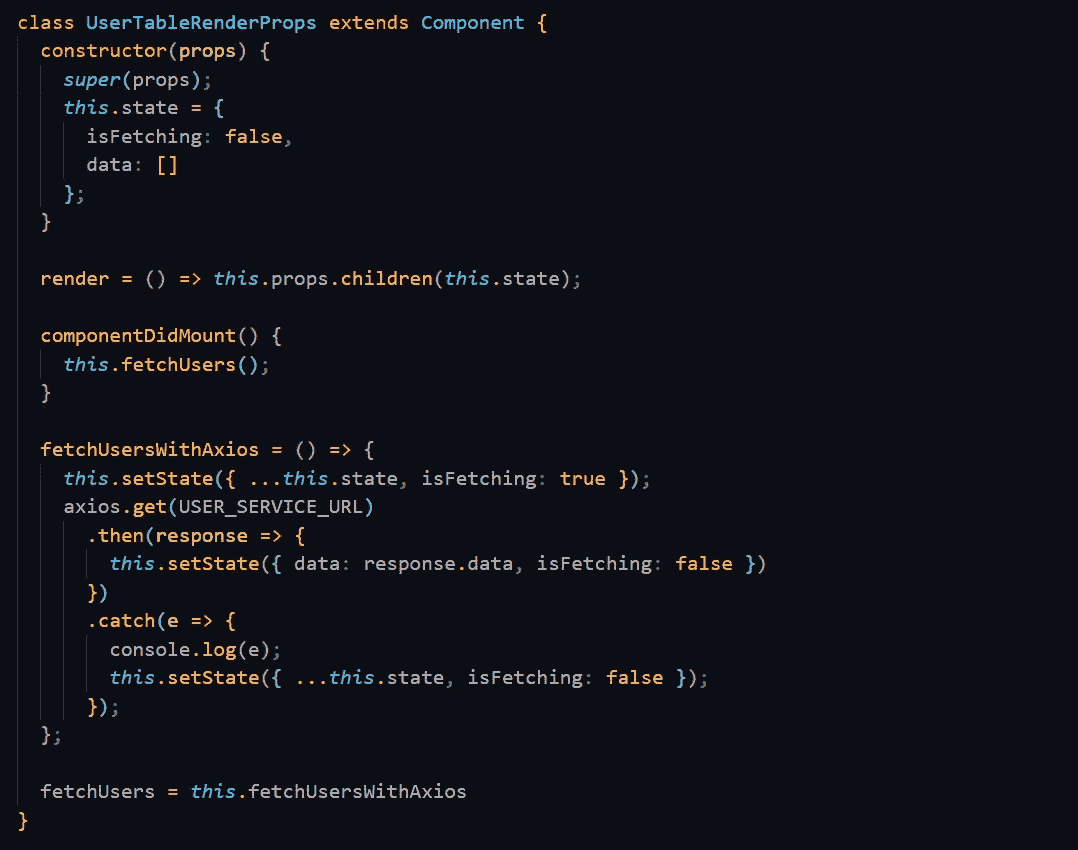 class UserTableRenderProps extends Component {
  constructor(props) {
    super(props);
    this.state = {
      isFetching: false,
      data: []
    };
  }

  render = () => this.props.children(this.state);

  componentDidMount() {
    this.fetchUsers();
  }

  fetchUsersWithAxios = () => {
    this.setState({ ...this.state, isFetching: true });
    axios.get(USER_SERVICE_URL)
      .then(response => {
        this.setState({ data: response.data, isFetching: false })
      })
      .catch(e => {
        console.log(e);
        this.setState({ ...this.state, isFetching: false });
      });
  };

  fetchUsers = this.fetchUsersWithAxios
}